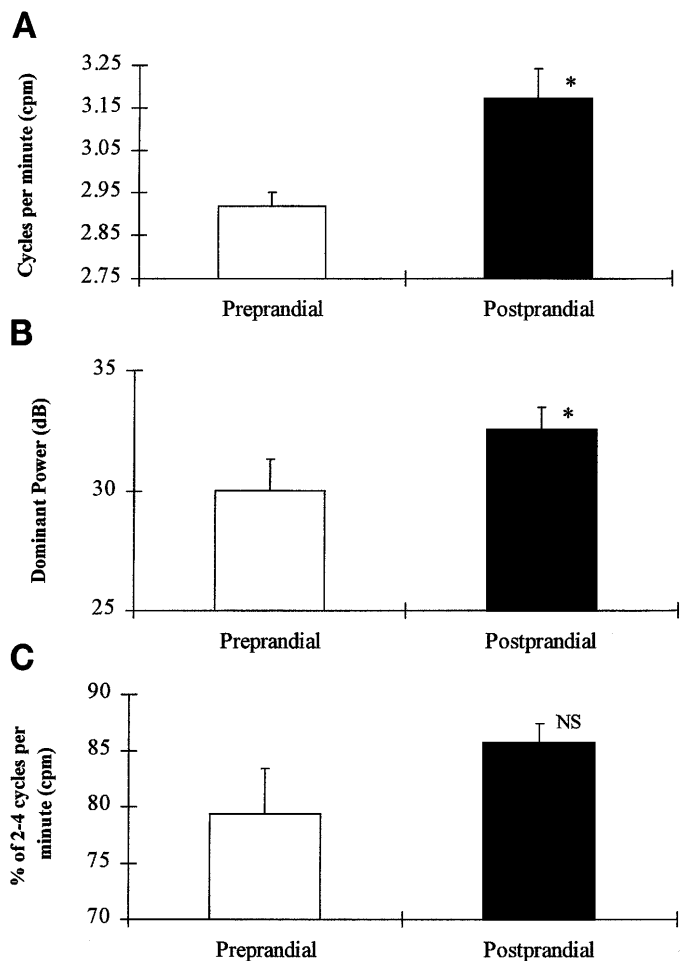 A
Cycles per minute (cpm)
3.25
3.15
3.05
2.95
2.85
2.75
*
Preprandial
Postprandial
B
Dominant Power (dB)
35
30
25
*
Preprandial
Postprandial
C
% of 2-4 cycles per
minute (cpm)
90
85
80
75
70
NS
Preprandial
Postprandial